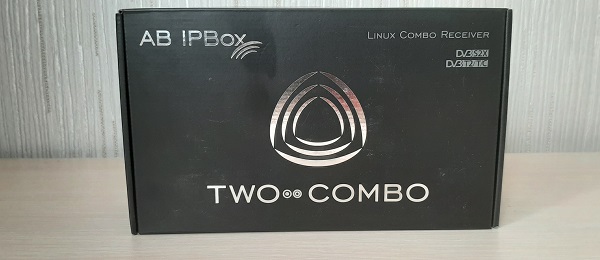 AB IPBox
Linux Combo Receiver
DVB S2X
DVB T2/T/C
TWO COMBO